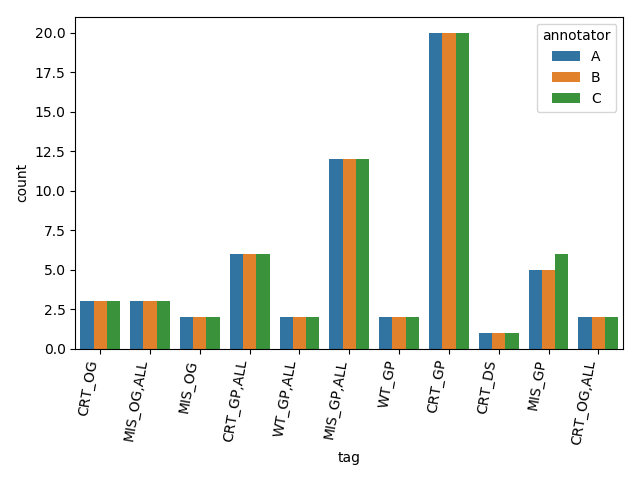 20.0
17.5
15.0
12.5
10.0
7.5
5.0
2.5
0.0
count
annotator
A
B
C
CRT_OG
MIS_OG,ALL
MIS_OG
CRT_GP,ALL
WT_GP,ALL
MIS_GP,ALL
WT_GP
CRT_GP
CRT_DS
MIS_GP
CRT_OG,ALL
tag